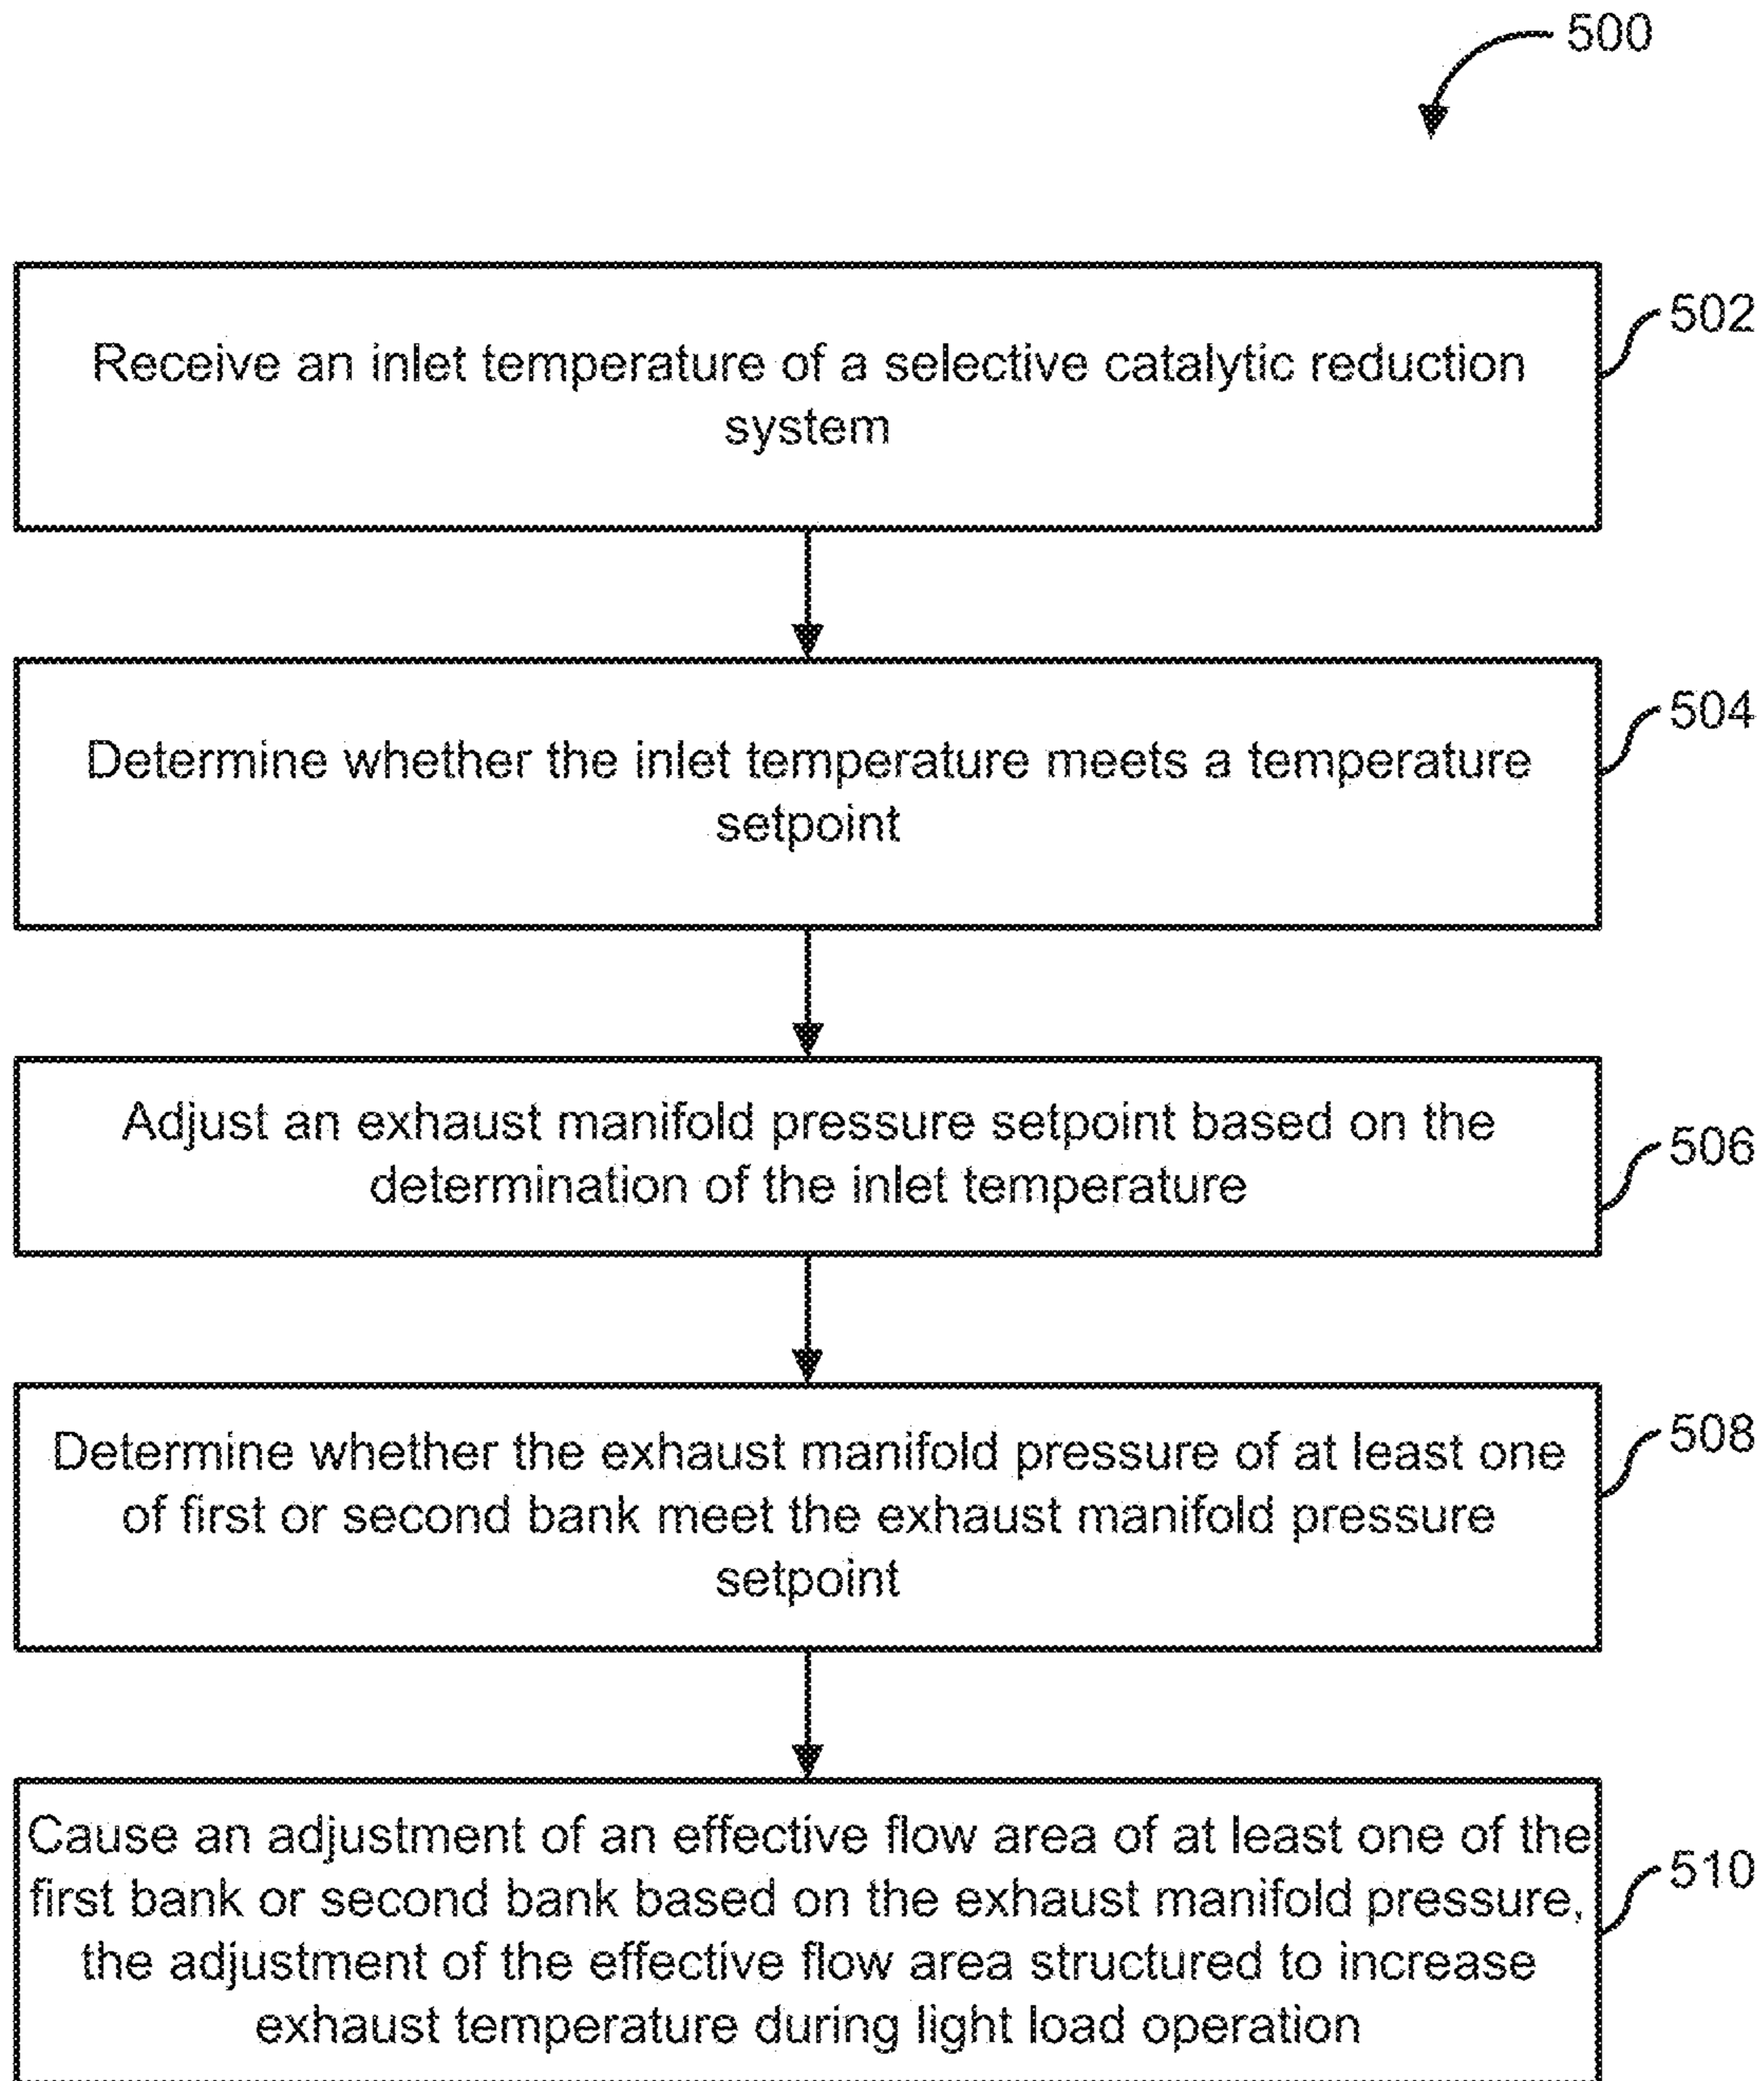 500
Receive an inlet temperature of a selective catalytic reduction
system
502
Determine whether the inlet temperature meets a temperature
setpoint
504
Adjust an exhaust manifold pressure setpoint based on the
determination of the inlet temperature
506
Determine whether the exhaust manifold pressure of at least one
of first or second bank meet the exhaust manifold pressure
setpoint
508
Cause an adjustment of an effective flow area of at least one of the
first bank or second bank based on the exhaust manifold pressure,
the adjustment of the effective flow area structured to increase
exhaust temperature during light load operation
510